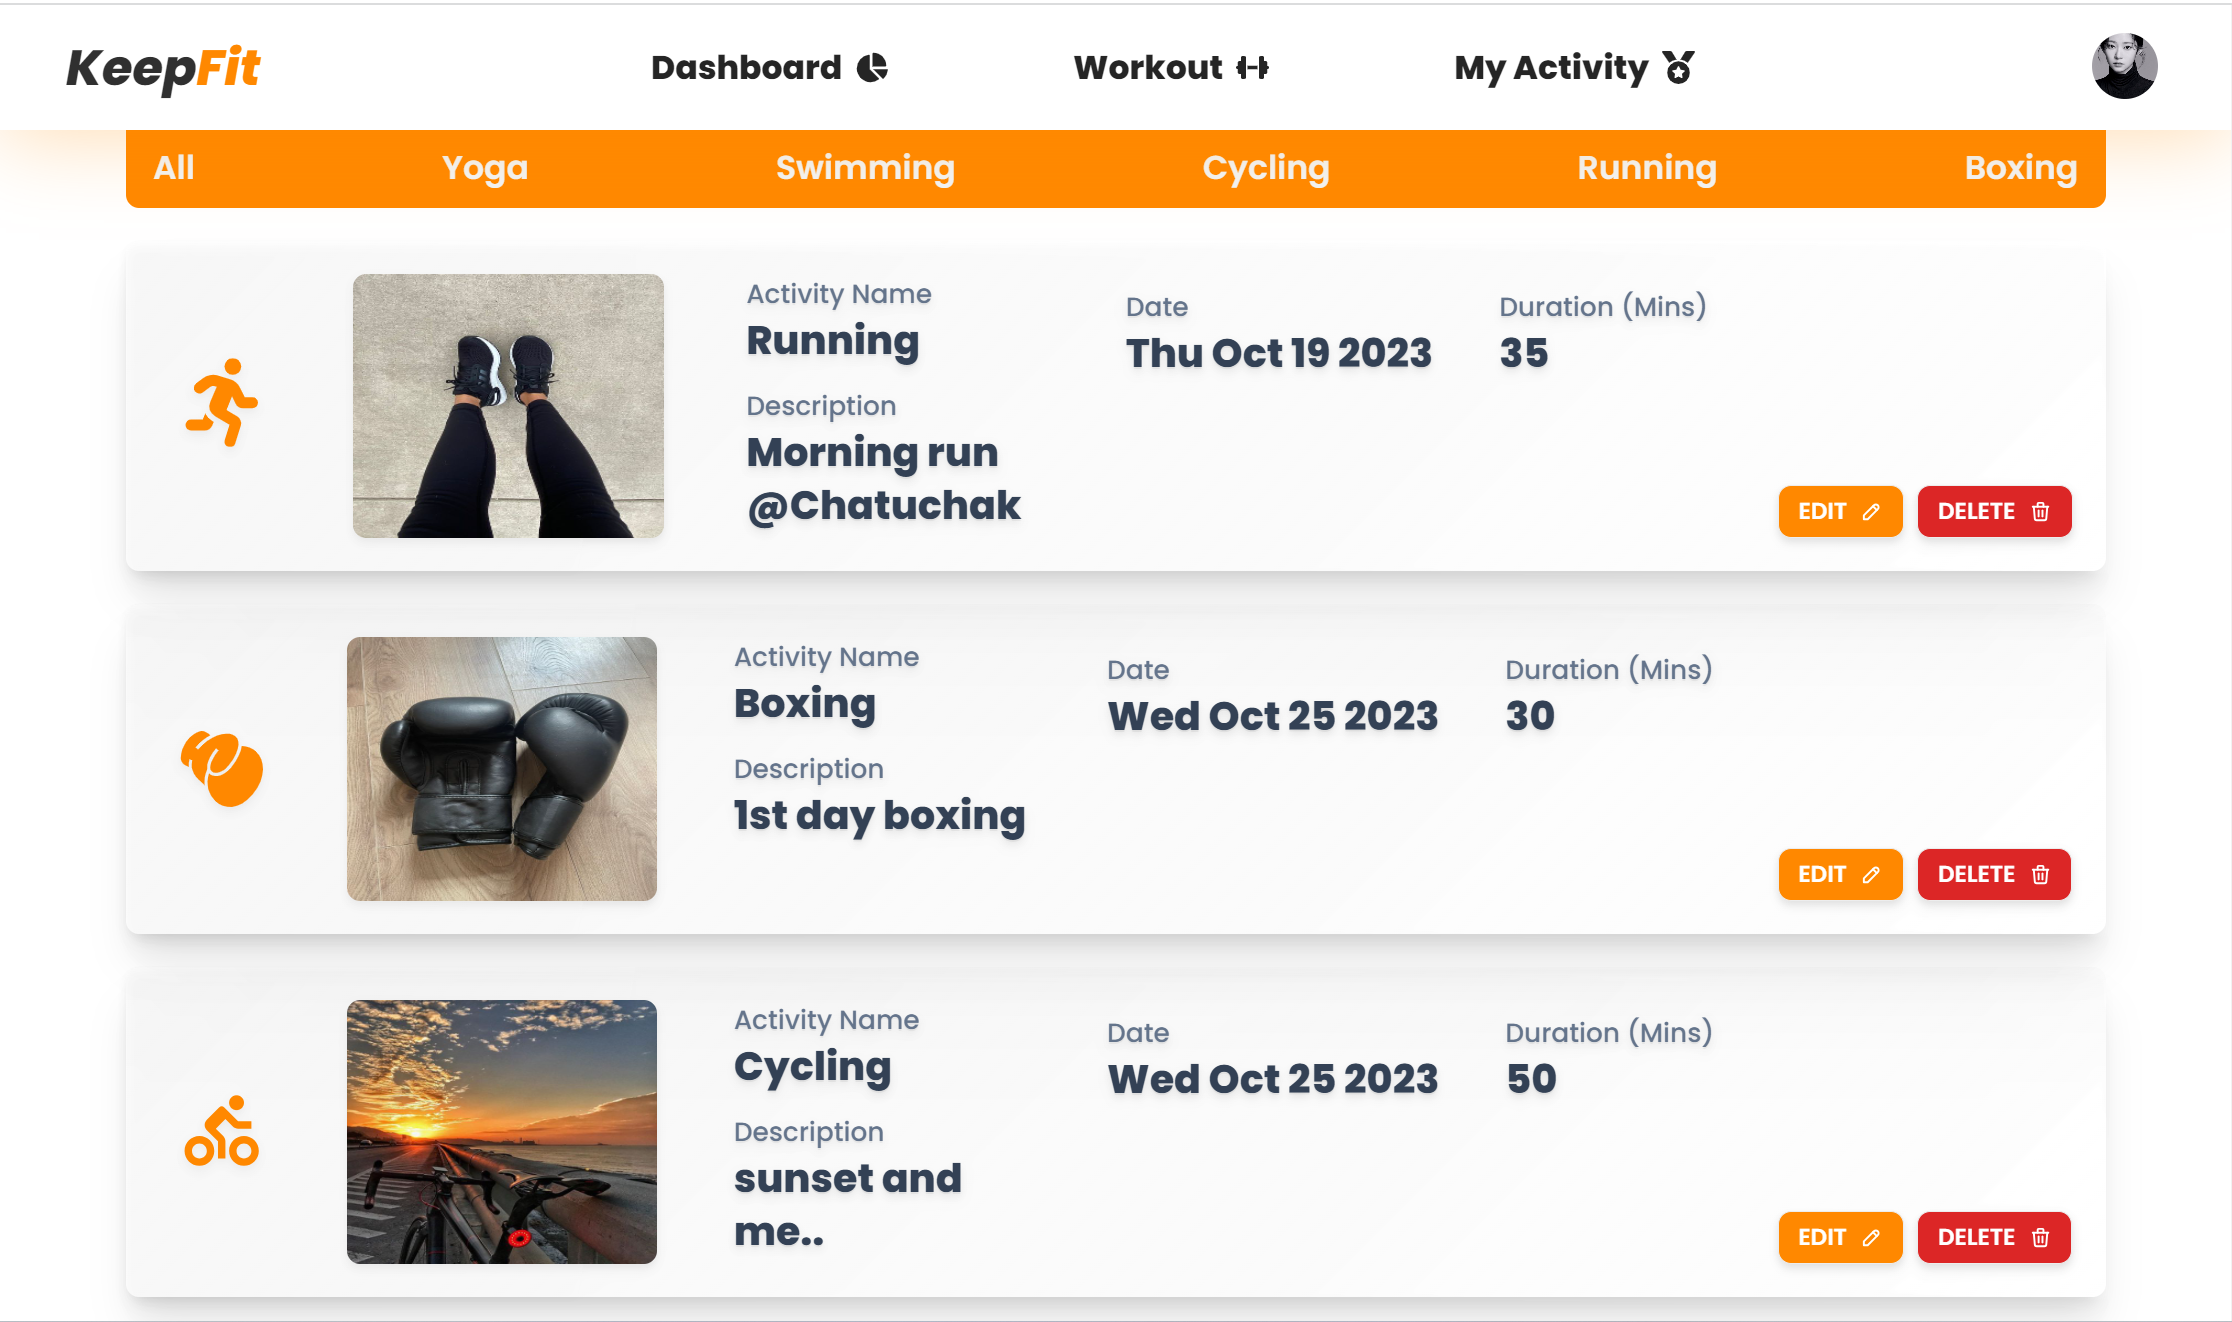 KeepFit
Dashboard
Workout
My Activity
All
Yoga
Swimming
Cycling
Running
Boxing
Activity Name
Running
Description
Morning run
@Chatuchak
Date
Thu Oct 19 2023
Duration (Mins)
35
EDIT
DELETE
Activity Name
Boxing
Description
1st day boxing
Date
Wed Oct 25 2023
Duration (Mins)
30
EDIT
DELETE
Activity Name
Cycling
Description
sunset and
me..
Date
Wed Oct 25 2023
Duration (Mins)
50
EDIT
DELETE